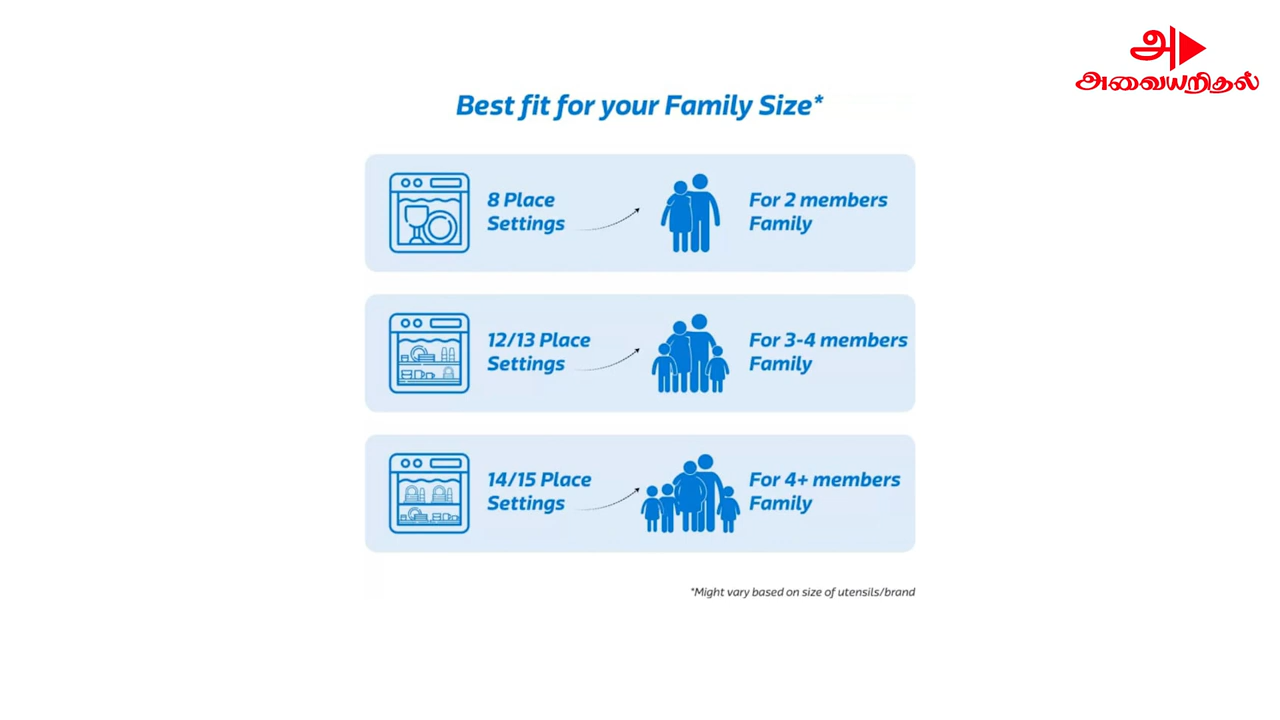 அ
அவையறிதல்
Best fit for your Family Size*
8 Place
Settings
For 2 members
Family
12/13 Place
Settings
For 3-4 members
Family
14/15 Place
Settings
For 4+ members
Family
*Might vary based on size of utensils/brand